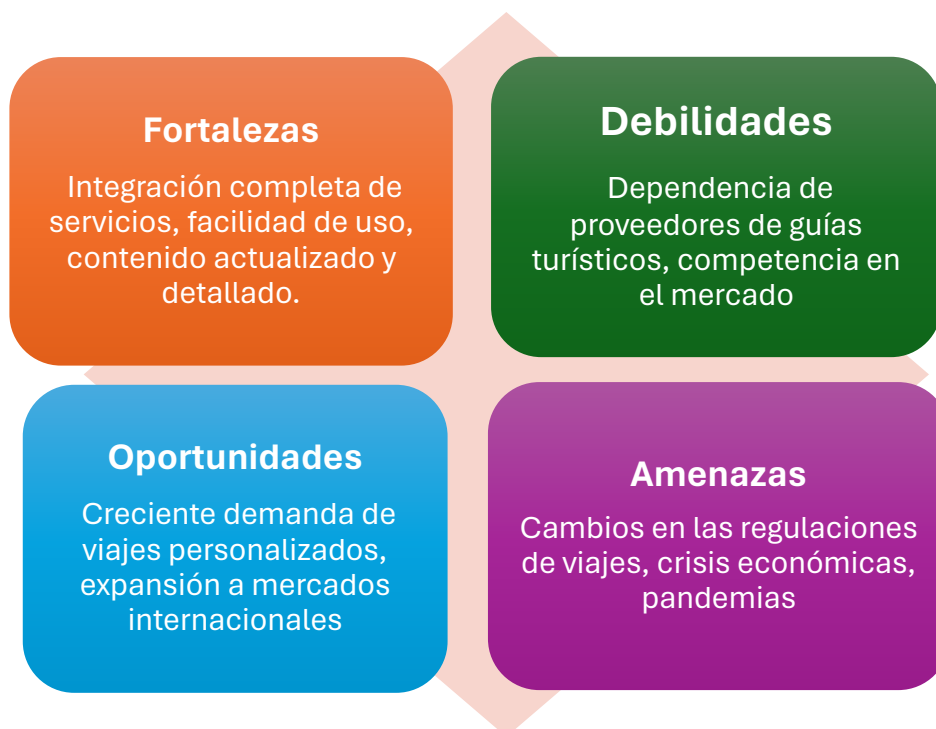 Fortalezas
Integración completa de
servicios, facilidad de uso,
contenido actualizado y
detallado.
Debilidades
Dependencia de
proveedores de guías
turísticos, competencia en
el mercado
Oportunidades
Creciente demanda de
viajes personalizados,
expansión a mercados
internacionales
Amenazas
Cambios en las regulaciones
de viajes, crisis económicas,
pandemias